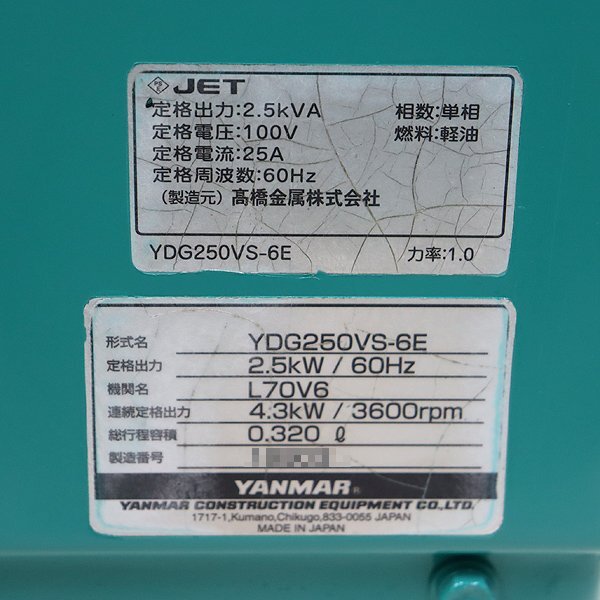 PS E JET
定格出力:2.5kVA 相数:単相
定格電圧:100V 燃料:軽油
定格電流:25A
定格周波数:60Hz
(製造元) 髙橋金属株式会社
YDG250VS-6E 力率:1.0
形式名 YDG250VS-6E
定格出力 2.5kW / 60Hz
機関名 L70V6
連続定格出力 4.3kW / 3600rpm
総行程容積 0.320 ℓ
製造番号
YANMAR®
YANMAR CONSTRUCTION EQUIPMENT CO.,LTD.
1717-1,Kumano,Chikugo,833-0055 JAPAN
MADE IN JAPAN